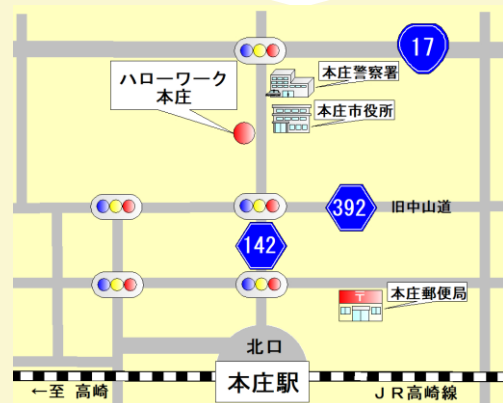 17
ハローワーク
本庄
本庄警察署
本庄市役所
392
旧中山道
142
〒
本庄郵便局
北口
本庄駅
←至 高崎
JR高崎線